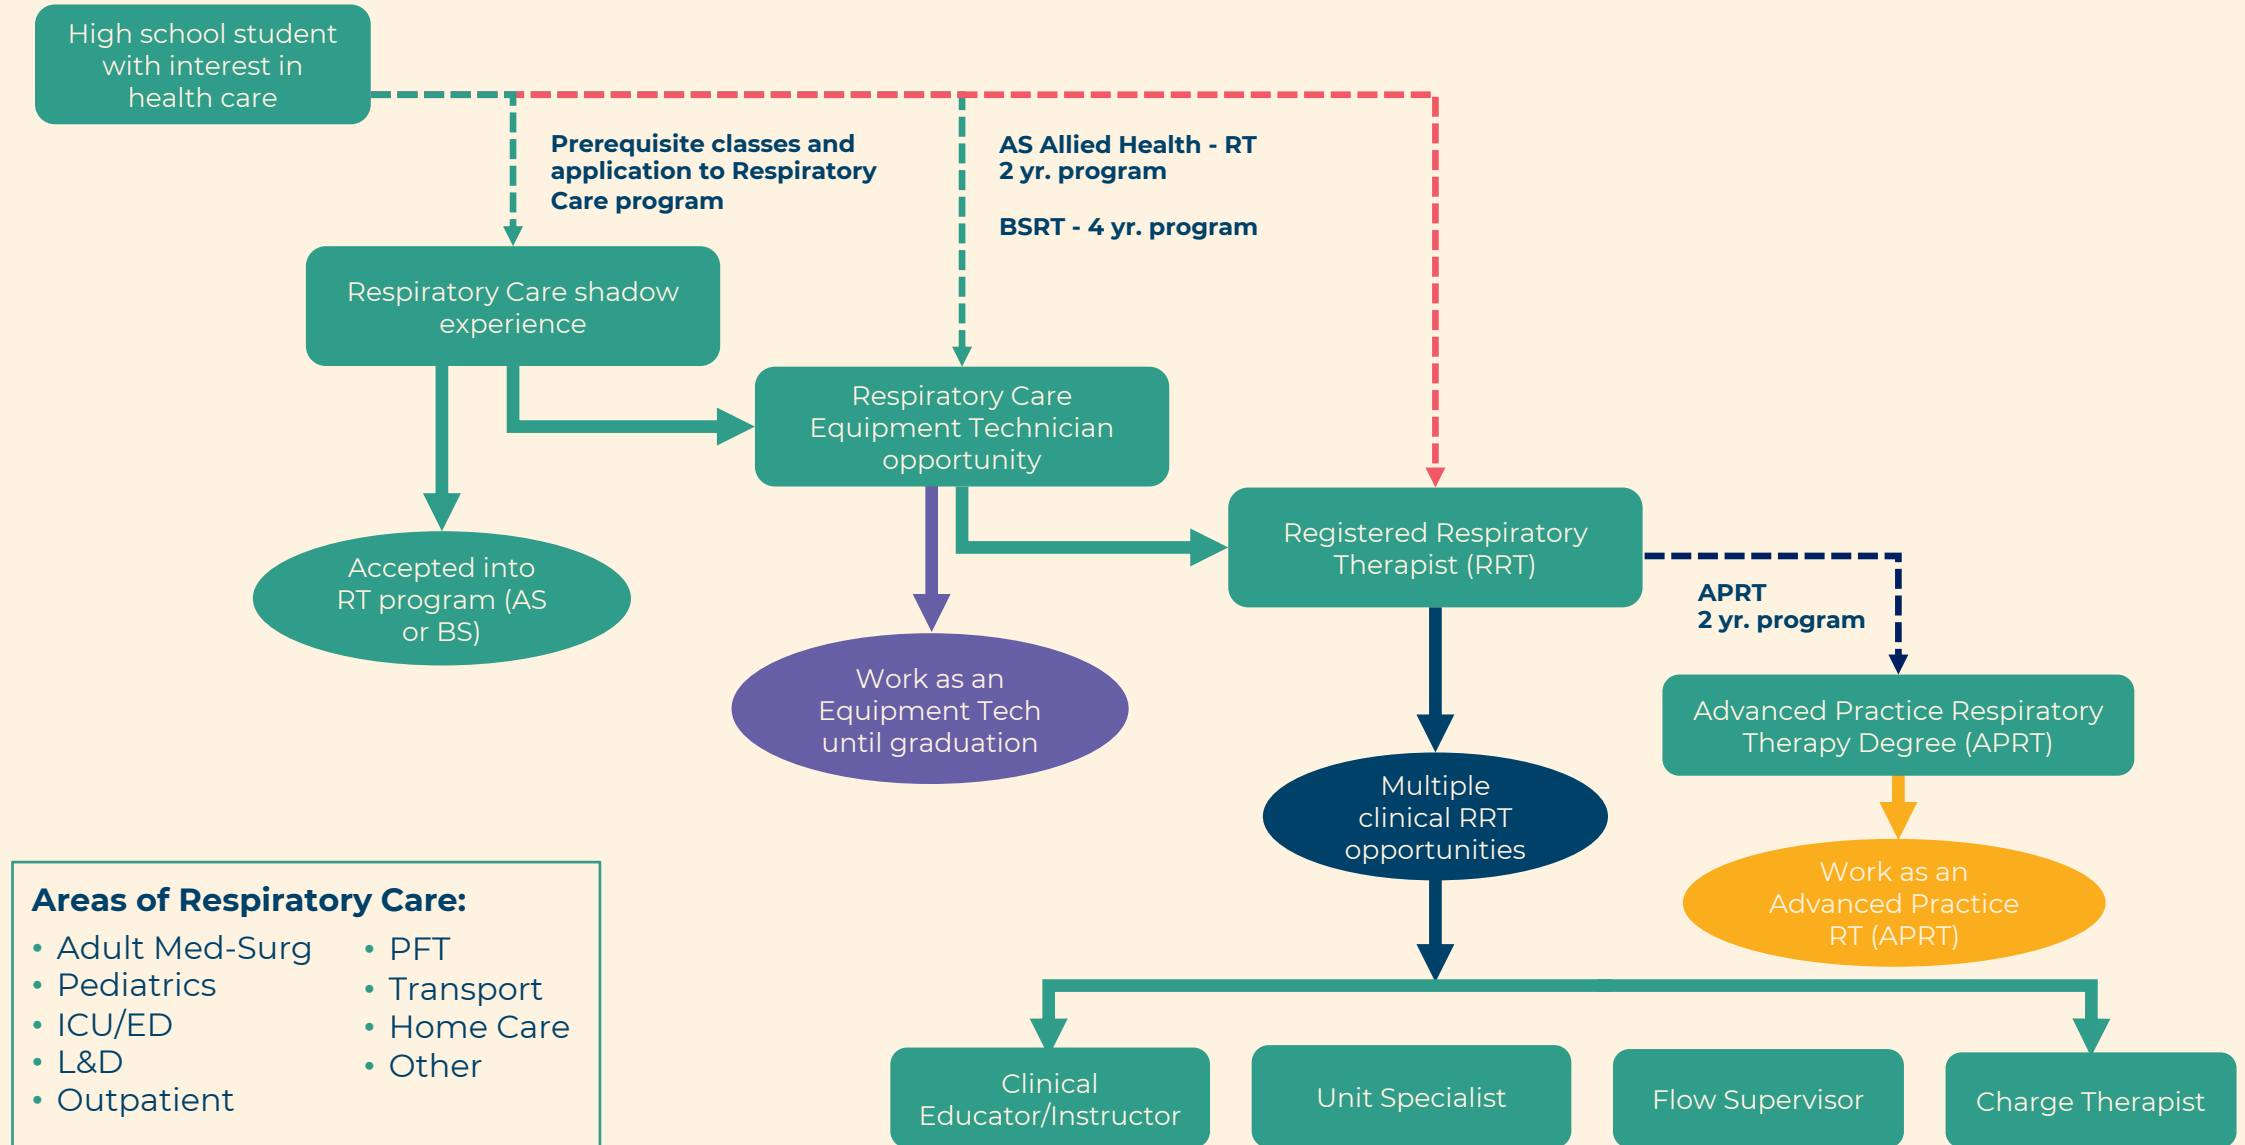 High school student
with interest in
health care
Prerequisite classes and
application to Respiratory
Care program
AS Allied Health - RT
2 yr. program
BSRT - 4 yr. program
Respiratory Care shadow
experience
Respiratory Care
Equipment Technician
opportunity
Registered Respiratory
Therapist (RRT)
Accepted into
RT program (AS
or BS)
APRT
2 yr. program
Work as an
Equipment Tech
until graduation
Advanced Practice Respiratory
Therapy Degree (APRT)
Multiple
clinical RRT
opportunities
Work as an
Advanced Practice
RT (APRT)
Areas of Respiratory Care:
• Adult Med-Surg
• Pediatrics
• ICU/ED
• L&D
• Outpatient
• PFT
• Transport
• Home Care
• Other
Clinical
Educator/Instructor
Unit Specialist
Flow Supervisor
Charge Therapist